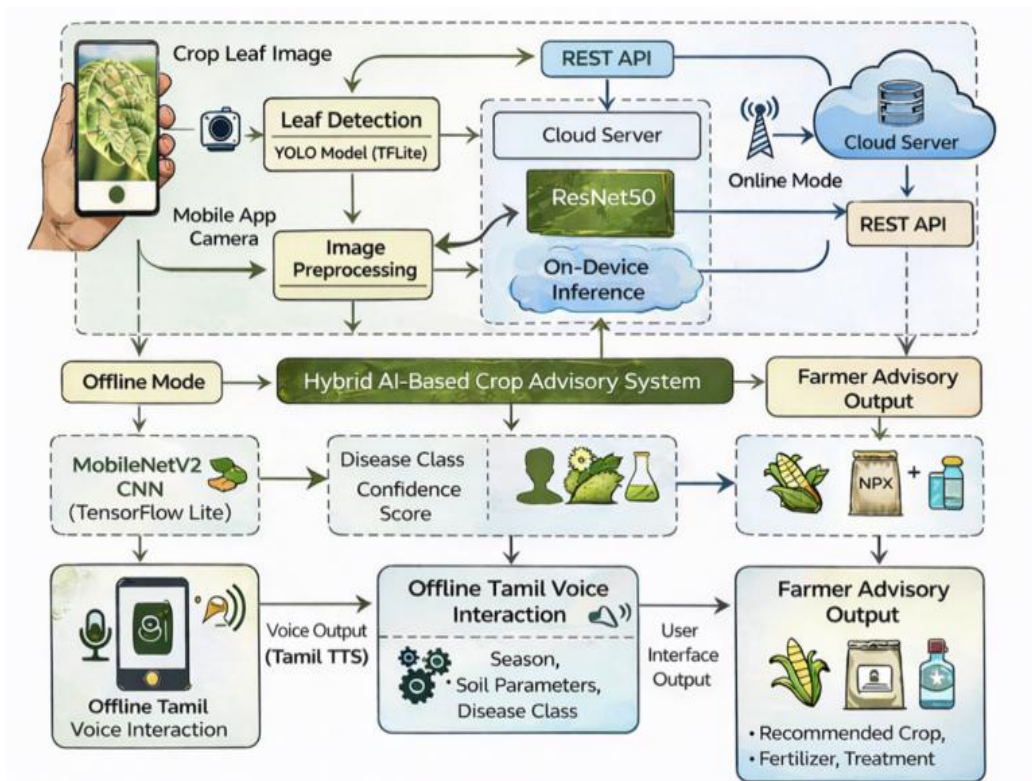 Crop Leaf Image
REST API
Leaf Detection
YOLO Model (TFLite)
Cloud Server
Cloud Server
Online Mode
ResNet50
REST API
Mobile App
Camera
Image
Preprocessing
On-Device
Inference
Offline Mode
Hybrid AI-Based Crop Advisory System
Farmer Advisory
Output
MobileNetV2
CNN
(TensorFlow Lite)
Disease Class
Confidence
Score
NPX
+
Offline Tamil
Voice Interaction
Voice Output
(Tamil TTS)
Offline Tamil Voice
Interaction
Season,
Soil Parameters,
Disease Class
User
Interface
Output
Farmer Advisory
Output
• Recommended Crop,
• Fertilizer, Treatment